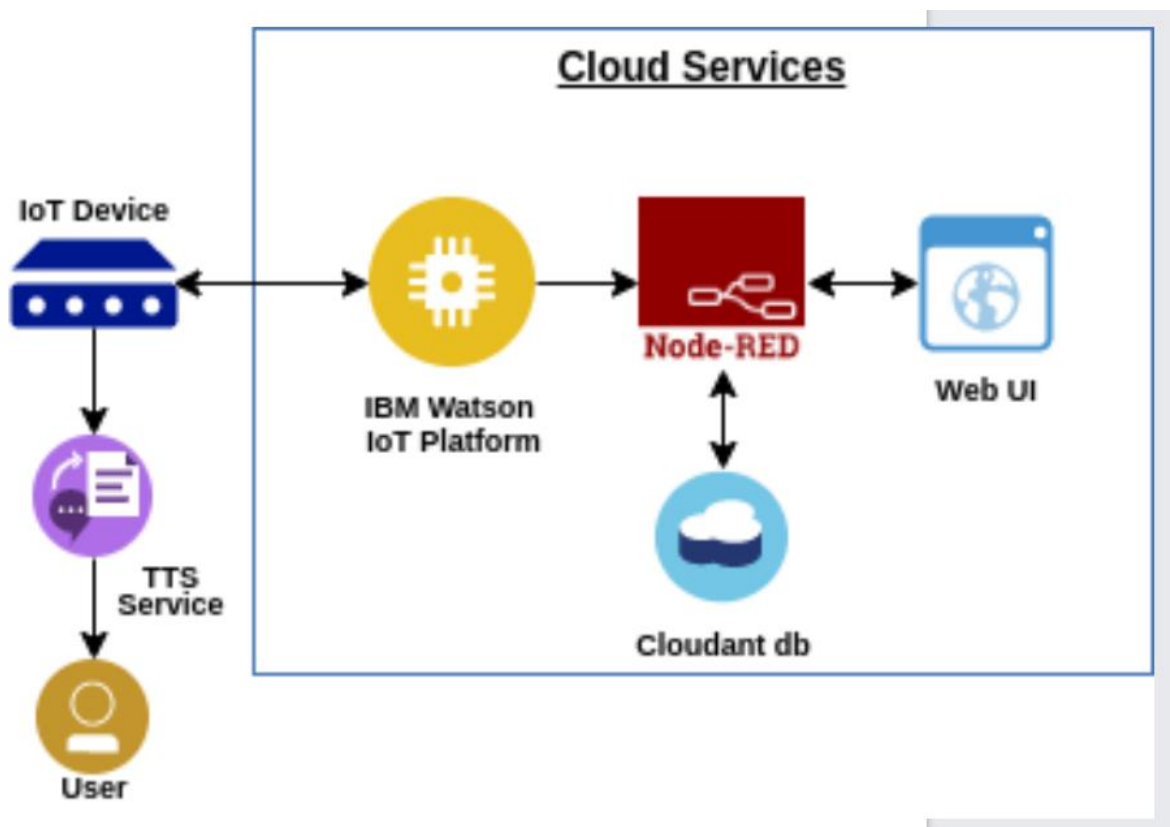 Cloud Services
IoT Device
Node-RED
Web UI
IBM Watson
IoT Platform
TTS
Service
Cloudant db
User